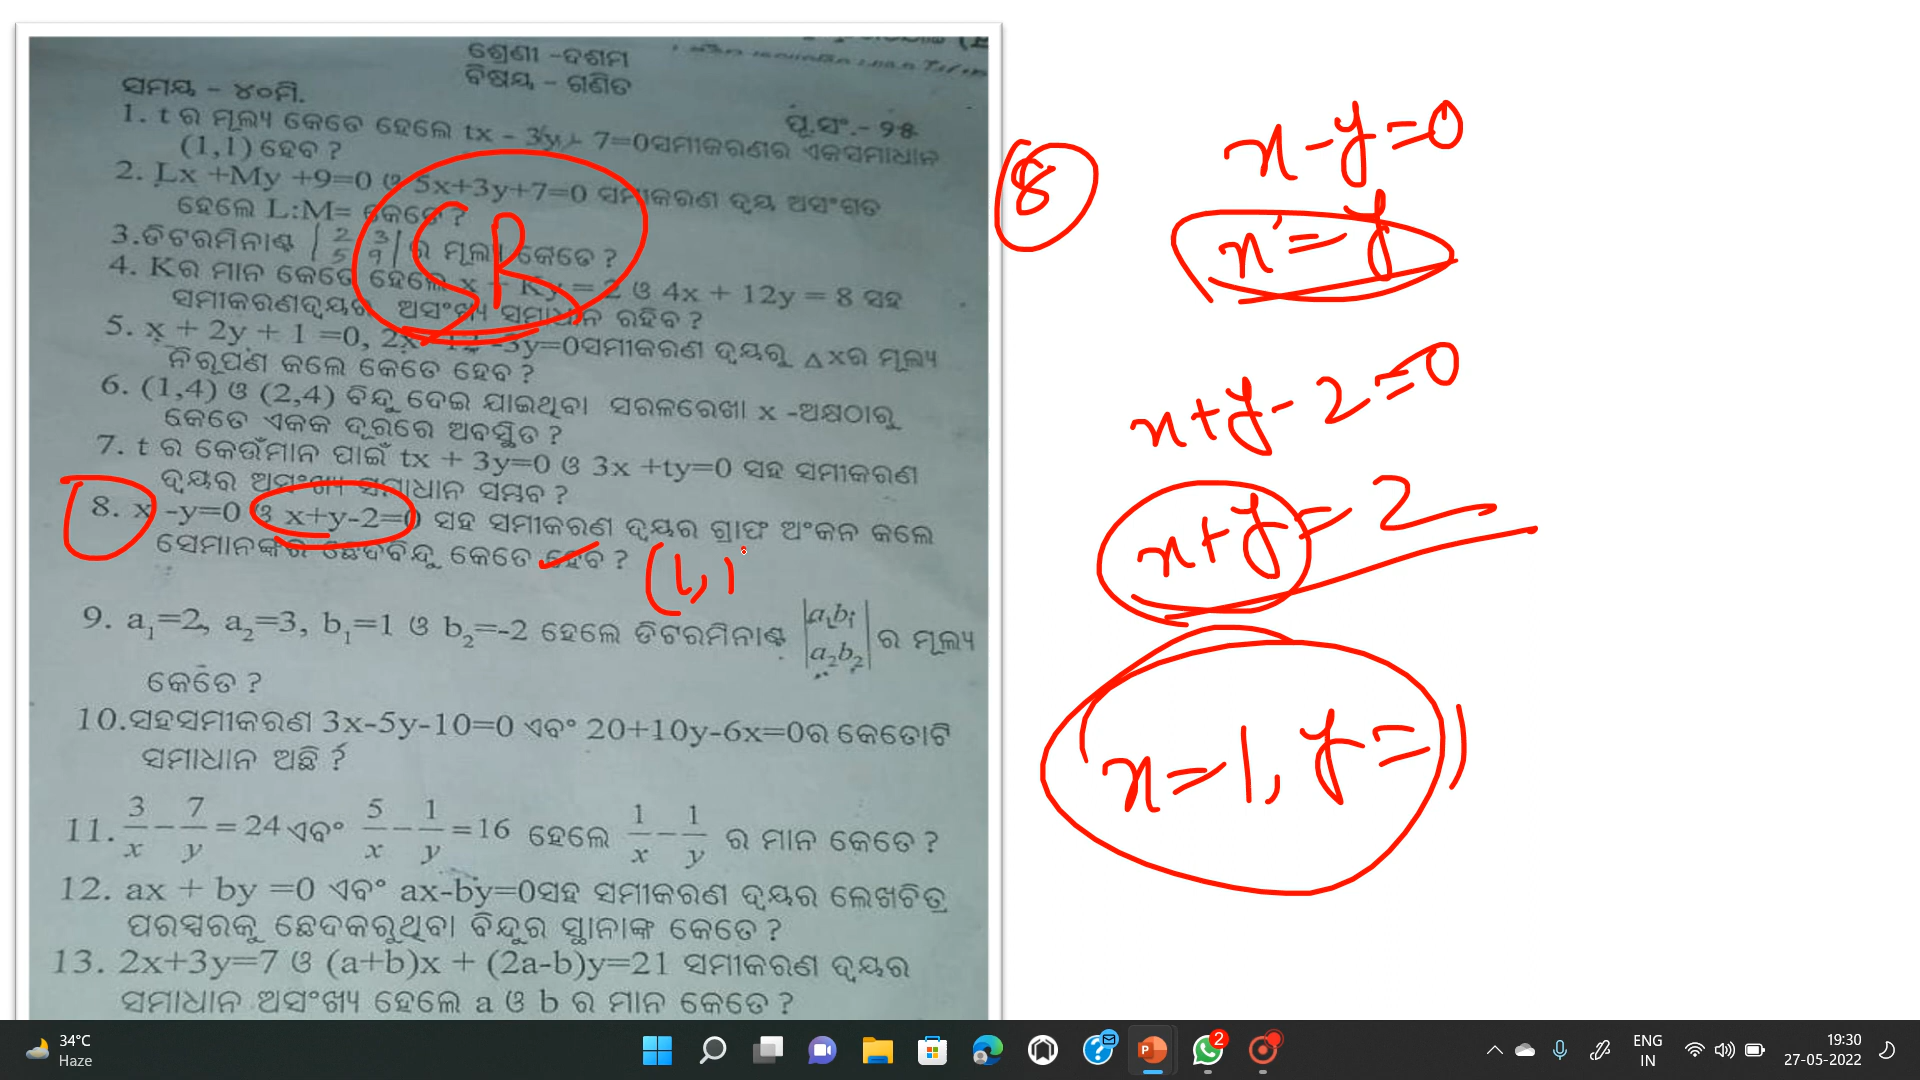 ଶ୍ରେଣୀ -ଦଶମ
ବିଷୟ - ଗଣିତ
ସମୟ - ୪୦ମି.
ପୂ.ସଂ.- ୨୫
1. t ର ମୂଲ୍ୟ କେତେ ହେଲେ tx - 3y + 7=0ସମୀକରଣର ଏକସମାଧାନ
(1,1) ହେବ ?
2. Lx +My +9=0 ଓ 5x+3y+7=0 ସମୀକରଣ ଦ୍ୱୟ ଅସଂଗତ
ହେଲେ L:M= କେତେ ?
3.ଡିଟରମିନାଣ୍ଟ | 2 3
5 9 | ର ମୂଲ୍ୟ କେତେ ?
4. Kର ମାନ କେତେ ହେଲେ x + Ky = 2 ଓ 4x + 12y = 8 ସହ
ସମୀକରଣଦ୍ୱୟର ଅସଂଖ୍ୟ ସମାଧାନ ରହିବ ?
5. x + 2y + 1 =0, 2x -3y=0ସମୀକରଣ ଦ୍ୱୟରୁ △xର ମୂଲ୍ୟ
ନିରୂପଣ କଲେ କେତେ ହେବ ?
6. (1,4) ଓ (2,4) ବିନ୍ଦୁ ଦେଇ ଯାଇଥିବା ସରଳରେଖା x -ଅକ୍ଷଠାରୁ
କେତେ ଏକକ ଦୂରରେ ଅବସ୍ଥିତ ?
7. t ର କେଉଁମାନ ପାଇଁ tx + 3y=0 ଓ 3x +ty=0 ସହ ସମୀକରଣ
ଦ୍ୱୟର ଅସଂଖ୍ୟ ସମାଧାନ ସମ୍ଭବ ?
8. x -y=0 ଓ x+y-2=0 ସହ ସମୀକରଣ ଦ୍ୱୟର ଗ୍ରାଫ ଅଂକନ କଲେ
ସେମାନଙ୍କର ଛେଦବିନ୍ଦୁ କେତେ ହେବ ?
(1, 1
9. a₁=2, a₂=3, b₁=1 ଓ b₂=-2 ହେଲେ ଡିଟରମିନାଣ୍ଟ |a₁b₁
a₂b₂| ର ମୂଲ୍ୟ
କେତେ ?
10.ସହସମୀକରଣ 3x-5y-10=0 ଏବଂ 20+10y-6x=0ର କେତୋଟି
ସମାଧାନ ଅଛି ?
11. 3/x - 7/y = 24 ଏବଂ 5/x - 1/y = 16 ହେଲେ 1/x - 1/y ର ମାନ କେତେ ?
12. ax + by =0 ଏବଂ ax-by=0ସହ ସମୀକରଣ ଦ୍ୱୟର ଲେଖଚିତ୍ର
ପରସ୍ପରକୁ ଛେଦକରୁଥିବା ବିନ୍ଦୁର ସ୍ଥାନାଙ୍କ କେତେ ?
13. 2x+3y=7 ଓ (a+b)x + (2a-b)y=21 ସମୀକରଣ ଦ୍ୱୟର
ସମାଧାନ ଅସଂଖ୍ୟ ହେଲେ a ଓ b ର ମାନ କେତେ ?
SR
8
x-y=0
x=y
x+y-2=0
x+y=2
x=1, y=1
34°C
Haze
2
ENG
IN
19:30
27-05-2022